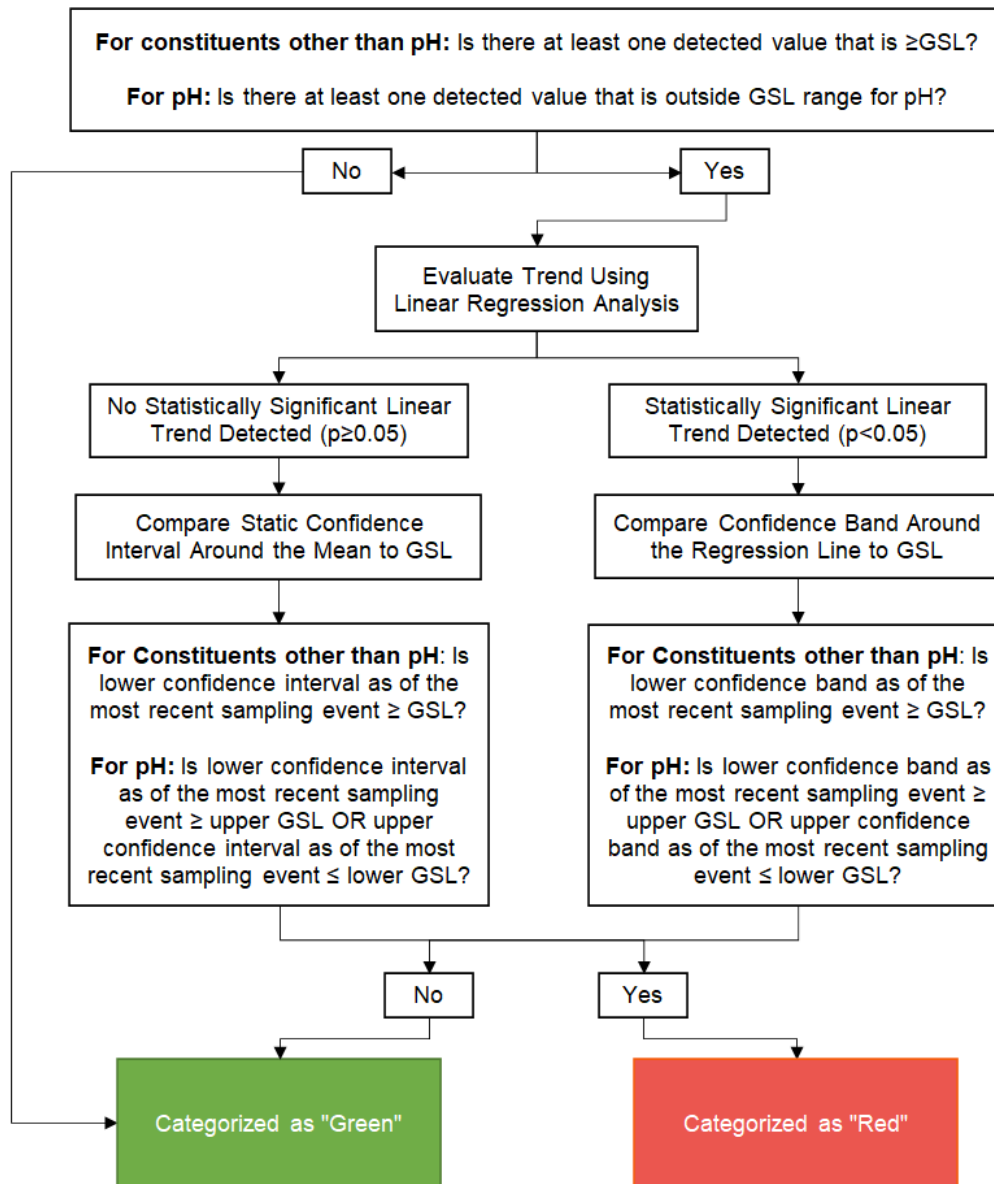 For constituents other than pH: Is there at least one detected value that is ≥GSL?
For pH: Is there at least one detected value that is outside GSL range for pH?
No
Yes
Evaluate Trend Using
Linear Regression Analysis
No Statistically Significant Linear
Trend Detected (p≥0.05)
Statistically Significant Linear
Trend Detected (p<0.05)
Compare Static Confidence
Interval Around the Mean to GSL
Compare Confidence Band Around
the Regression Line to GSL
For Constituents other than pH: Is
lower confidence interval as of the
most recent sampling event ≥ GSL?
For pH: Is lower confidence interval
as of the most recent sampling
event ≥ upper GSL OR upper
confidence interval as of the most
recent sampling event ≤ lower GSL?
For Constituents other than pH: Is
lower confidence band as of the
most recent sampling event ≥ GSL?
For pH: Is lower confidence band as
of the most recent sampling event ≥
upper GSL OR upper confidence
band as of the most recent sampling
event ≤ lower GSL?
No
Yes
Categorized as "Green"
Categorized as "Red"